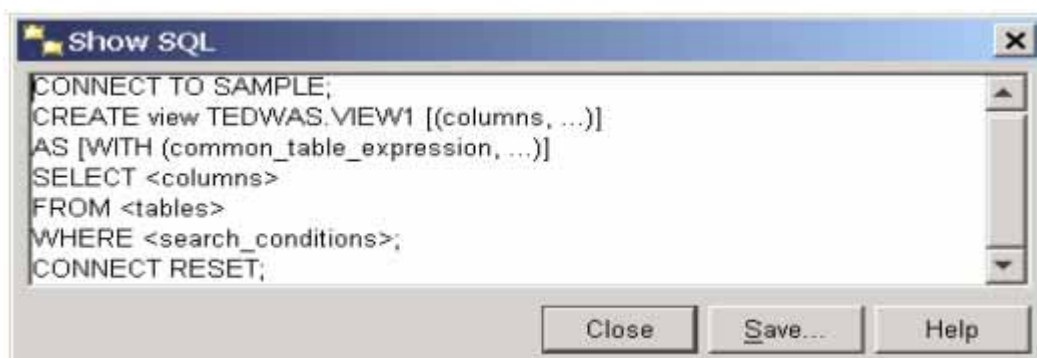 Show SQL
CONNECT TO SAMPLE;
CREATE view TEDWAS.VIEW1 [(columns, ...)]
AS [WITH (common_table_expression, ...)]
SELECT <columns>
FROM <tables>
WHERE <search_conditions>;
CONNECT RESET;
Close Save... Help